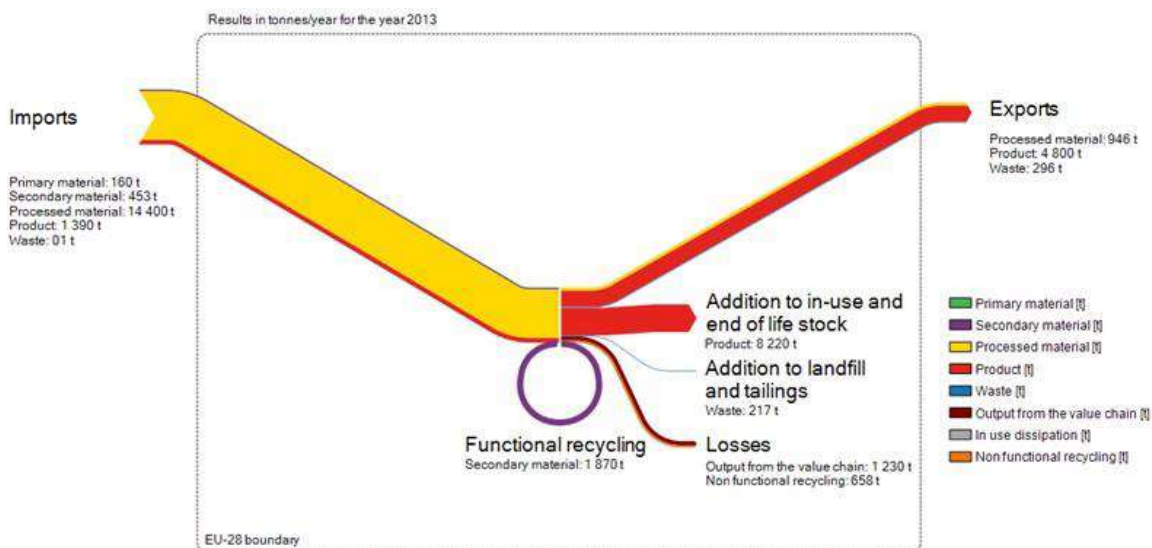 Results in tonnes/year for the year 2013
Imports
Primary material: 160 t
Secondary material: 453 t
Processed material: 14 400 t
Product: 1 390 t
Waste: 01 t
Exports
Processed material: 946 t
Product: 4 800 t
Waste: 296 t
Addition to in-use and
end of life stock
Product: 8 220 t
Addition to landfill
and tailings
Waste: 217 t
Functional recycling
Secondary material: 1 870 t
Losses
Output from the value chain: 1 230 t
Non functional recycling: 658 t
Primary material [t]
Secondary material [t]
Processed material [t]
Product [t]
Waste [t]
Output from the value chain [t]
In use dissipation [t]
Non functional recycling [t]
EU-28 boundary